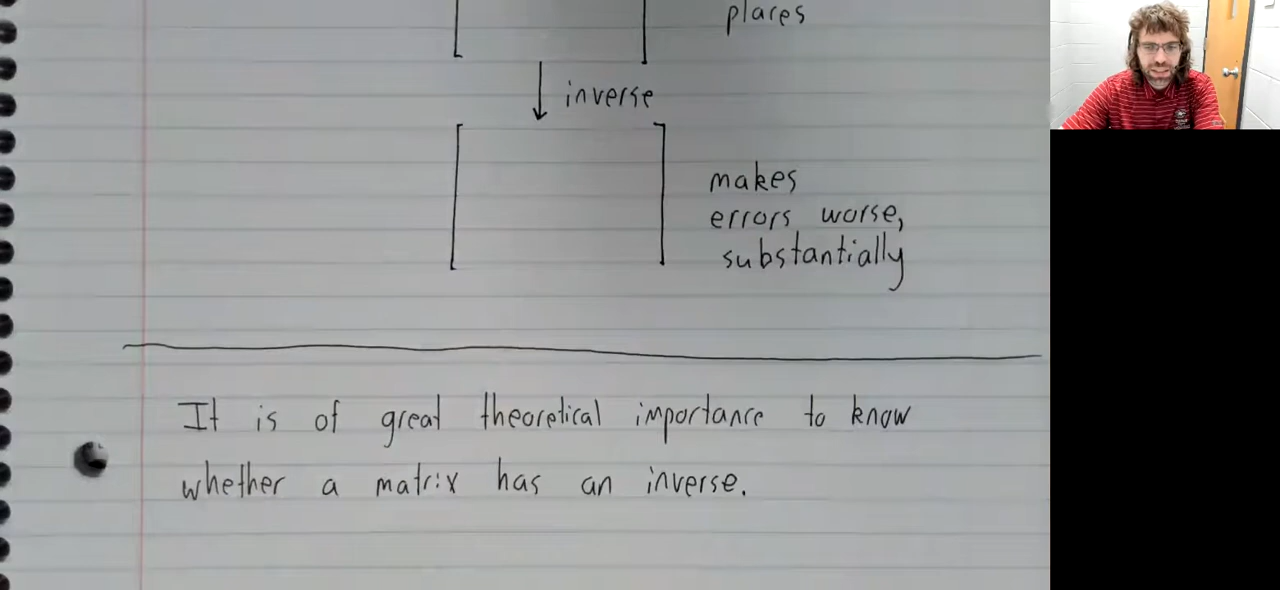 places
inverse
makes
errors worse,
substantially
It is of great theoretical importance to know
whether a matrix has an inverse.